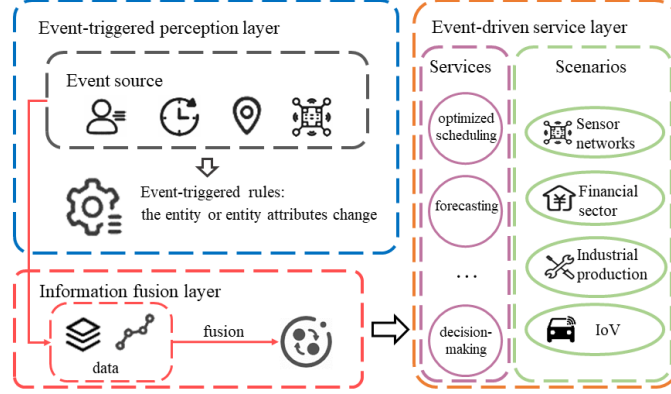 Event-triggered perception layer
Event source
Event-triggered rules:
the entity or entity attributes change
Information fusion layer
fusion
data
Event-driven service layer
Services
optimized
scheduling
forecasting
...
decision-
making
Scenarios
Sensor
networks
Financial
sector
Industrial
production
IoV